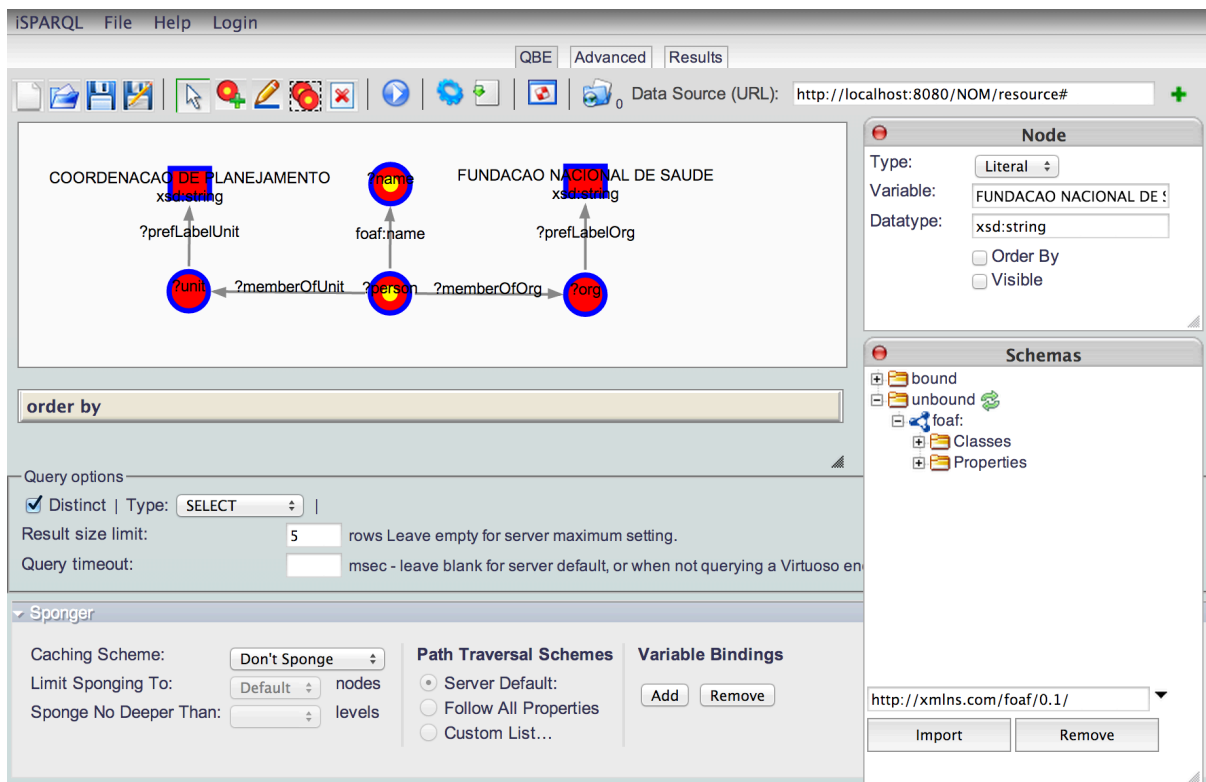 iSPARQL File Help Login
QBE Advanced Results
0 Data Source (URL): http://localhost:8080/NOM/resource#
COORDENACAO DE PLANEJAMENTO
xsd:string
?name
FUNDACAO NACIONAL DE SAUDE
xsd:string
?prefLabelUnit
foaf:name
?prefLabelOrg
?unit
?memberOfUnit
?person
?memberOfOrg
?org
order by
Query options
Distinct | Type: SELECT |
Result size limit: 5 rows Leave empty for server maximum setting.
Query timeout: msec - leave blank for server default, or when not querying a Virtuoso en
Sponger
Caching Scheme: Don't Sponge
Limit Sponging To: Default nodes
Sponge No Deeper Than: levels
Path Traversal Schemes
Server Default:
Follow All Properties
Custom List...
Variable Bindings
Add Remove
Node
Type: Literal
Variable: FUNDACAO NACIONAL DE
Datatype: xsd:string
Order By
Visible
Schemas
bound
unbound
foaf:
Classes
Properties
http://xmlns.com/foaf/0.1/
Import Remove